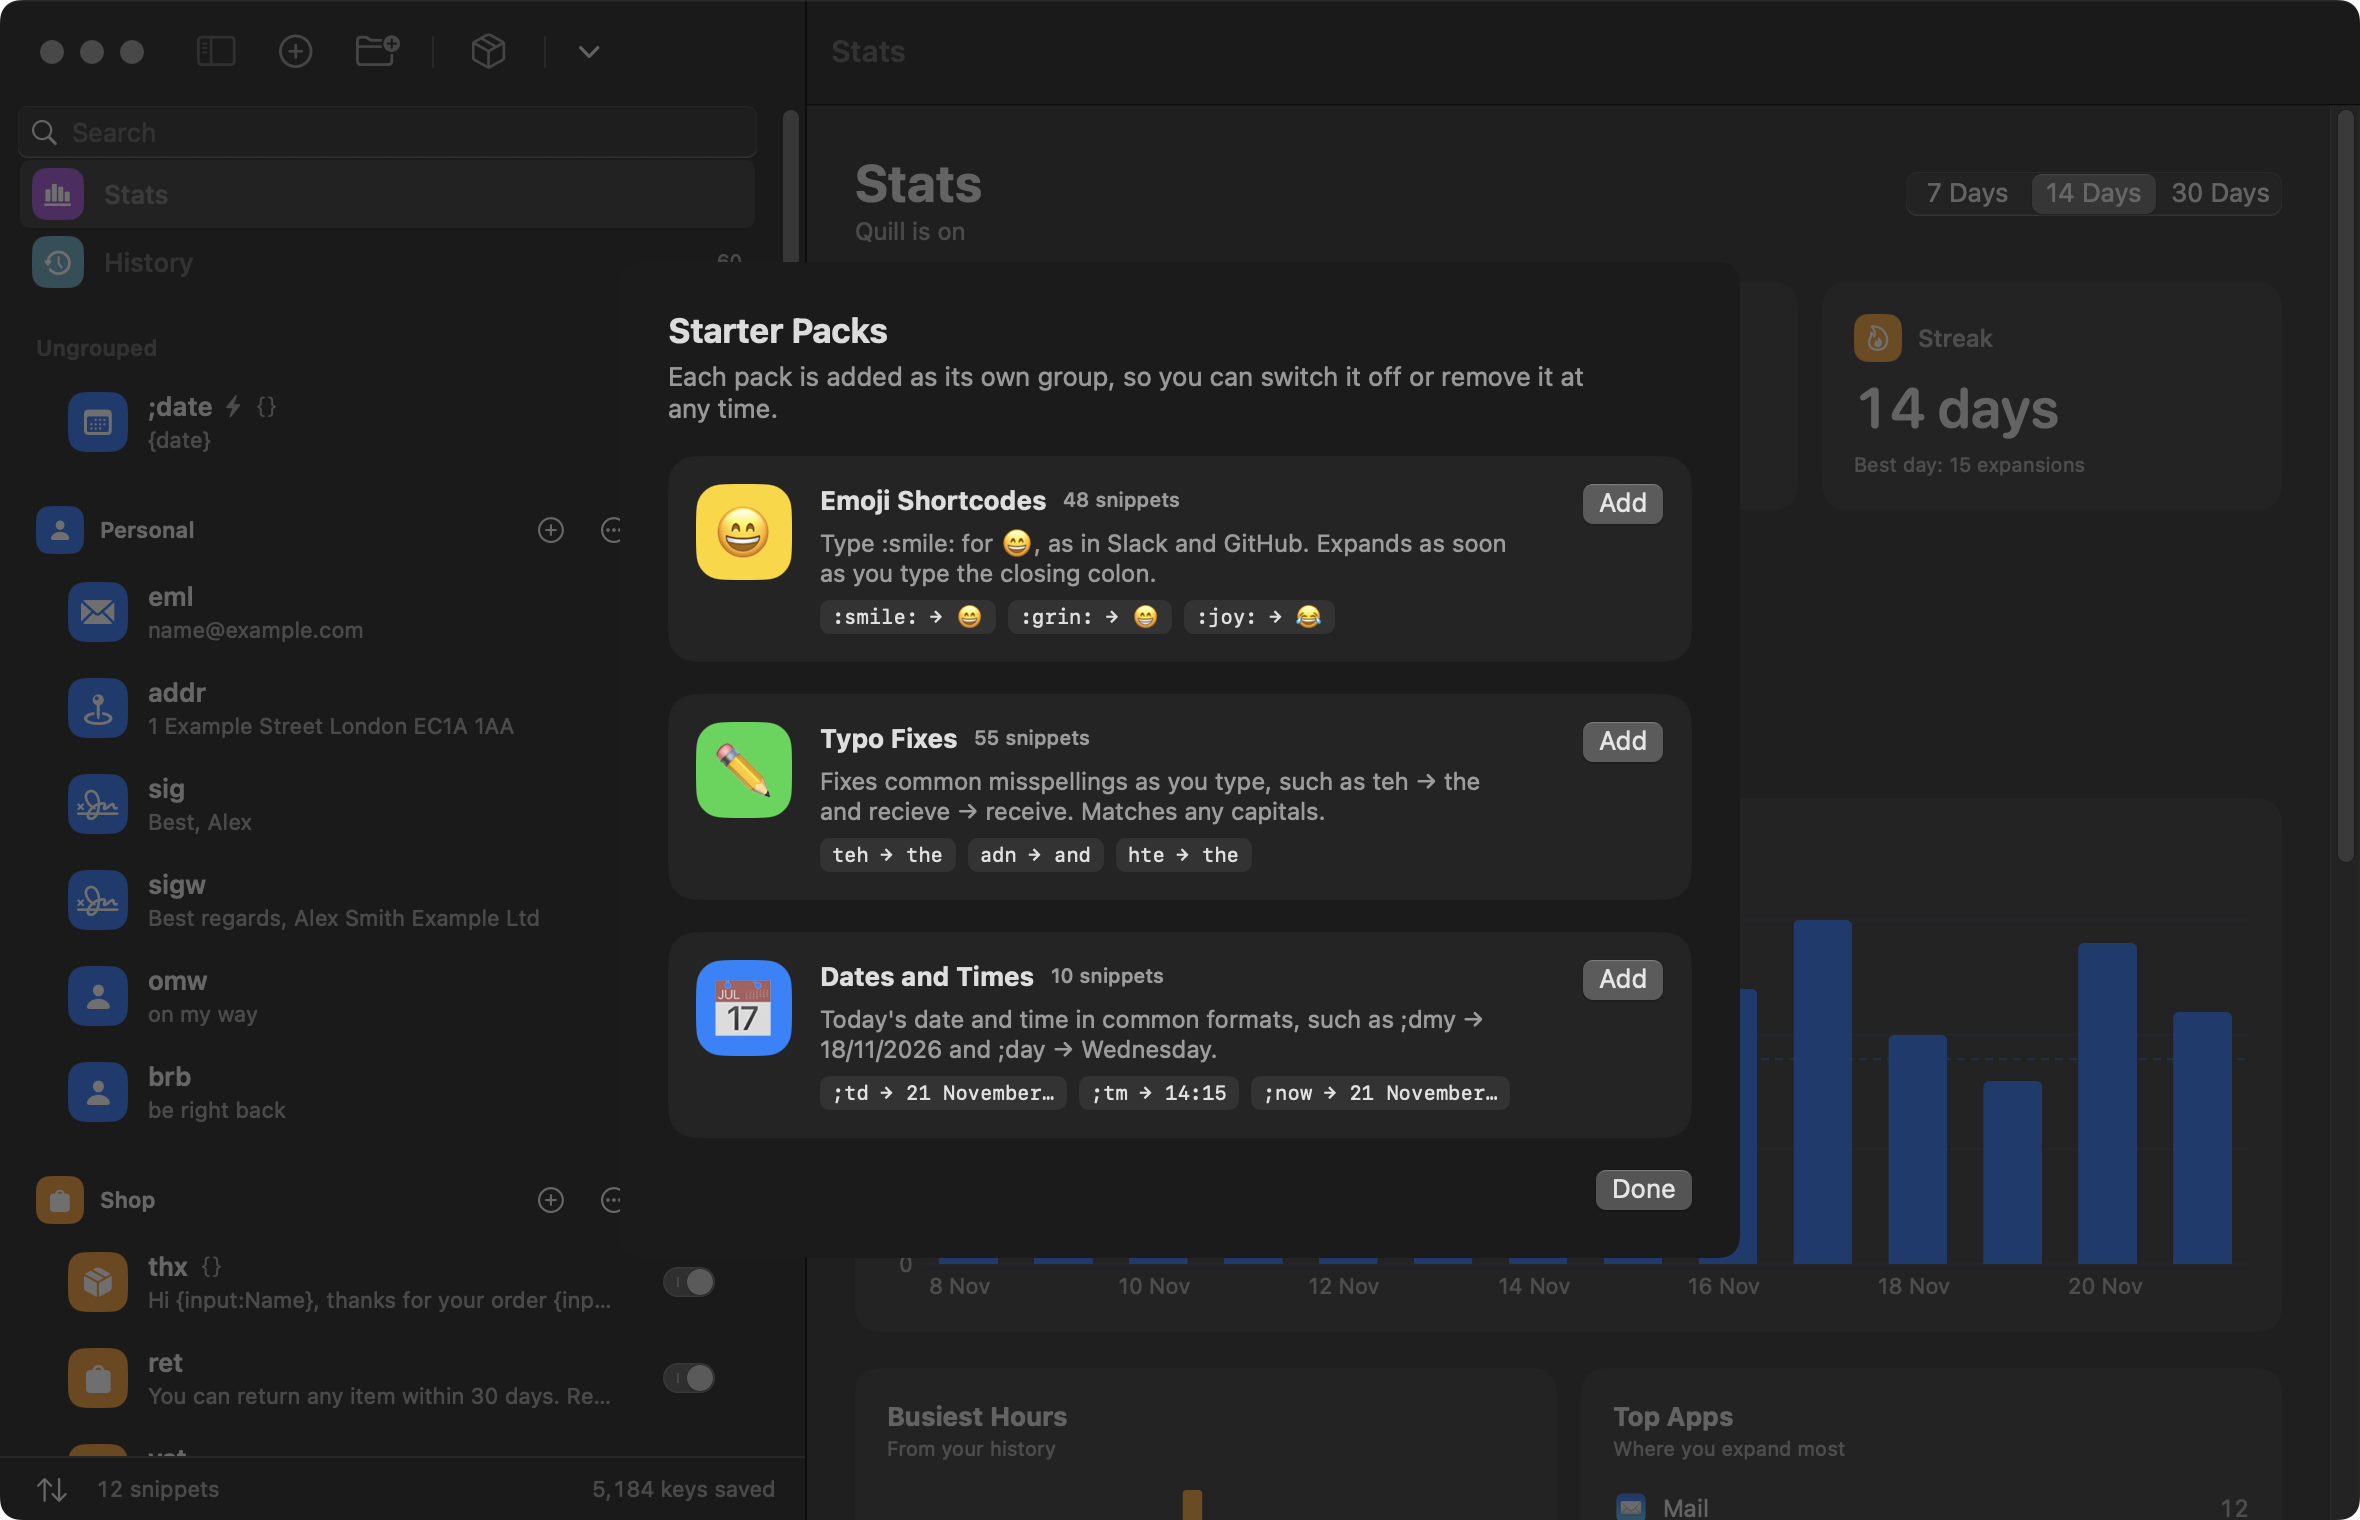 Stats
Search
Stats
History
60
Ungrouped
;date {}
{date}
Personal
eml
name@example.com
addr
1 Example Street London EC1A 1AA
sig
Best, Alex
sigw
Best regards, Alex Smith Example Ltd
omw
on my way
brb
be right back
Shop
thx {}
Hi {input:Name}, thanks for your order {inp...
ret
You can return any item within 30 days. Re...
12 snippets
5,184 keys saved
Stats
Quill is on
7 Days
14 Days
30 Days
Streak
14 days
Best day: 15 expansions
Starter Packs
Each pack is added as its own group, so you can switch it off or remove it at
any time.
Emoji Shortcodes 48 snippets
Add
Type :smile: for 😄, as in Slack and GitHub. Expands as soon
as you type the closing colon.
:smile: → 😄 :grin: → 😁 :joy: → 😂
Typo Fixes 55 snippets
Add
Fixes common misspellings as you type, such as teh → the
and recieve → receive. Matches any capitals.
teh → the adn → and hte → the
JUL
17
Dates and Times 10 snippets
Add
Today's date and time in common formats, such as ;dmy →
18/11/2026 and ;day → Wednesday.
;td → 21 November… ;tm → 14:15 ;now → 21 November…
Done
0
8 Nov 10 Nov 12 Nov 14 Nov 16 Nov 18 Nov 20 Nov
Busiest Hours
From your history
Top Apps
Where you expand most
Mail
12